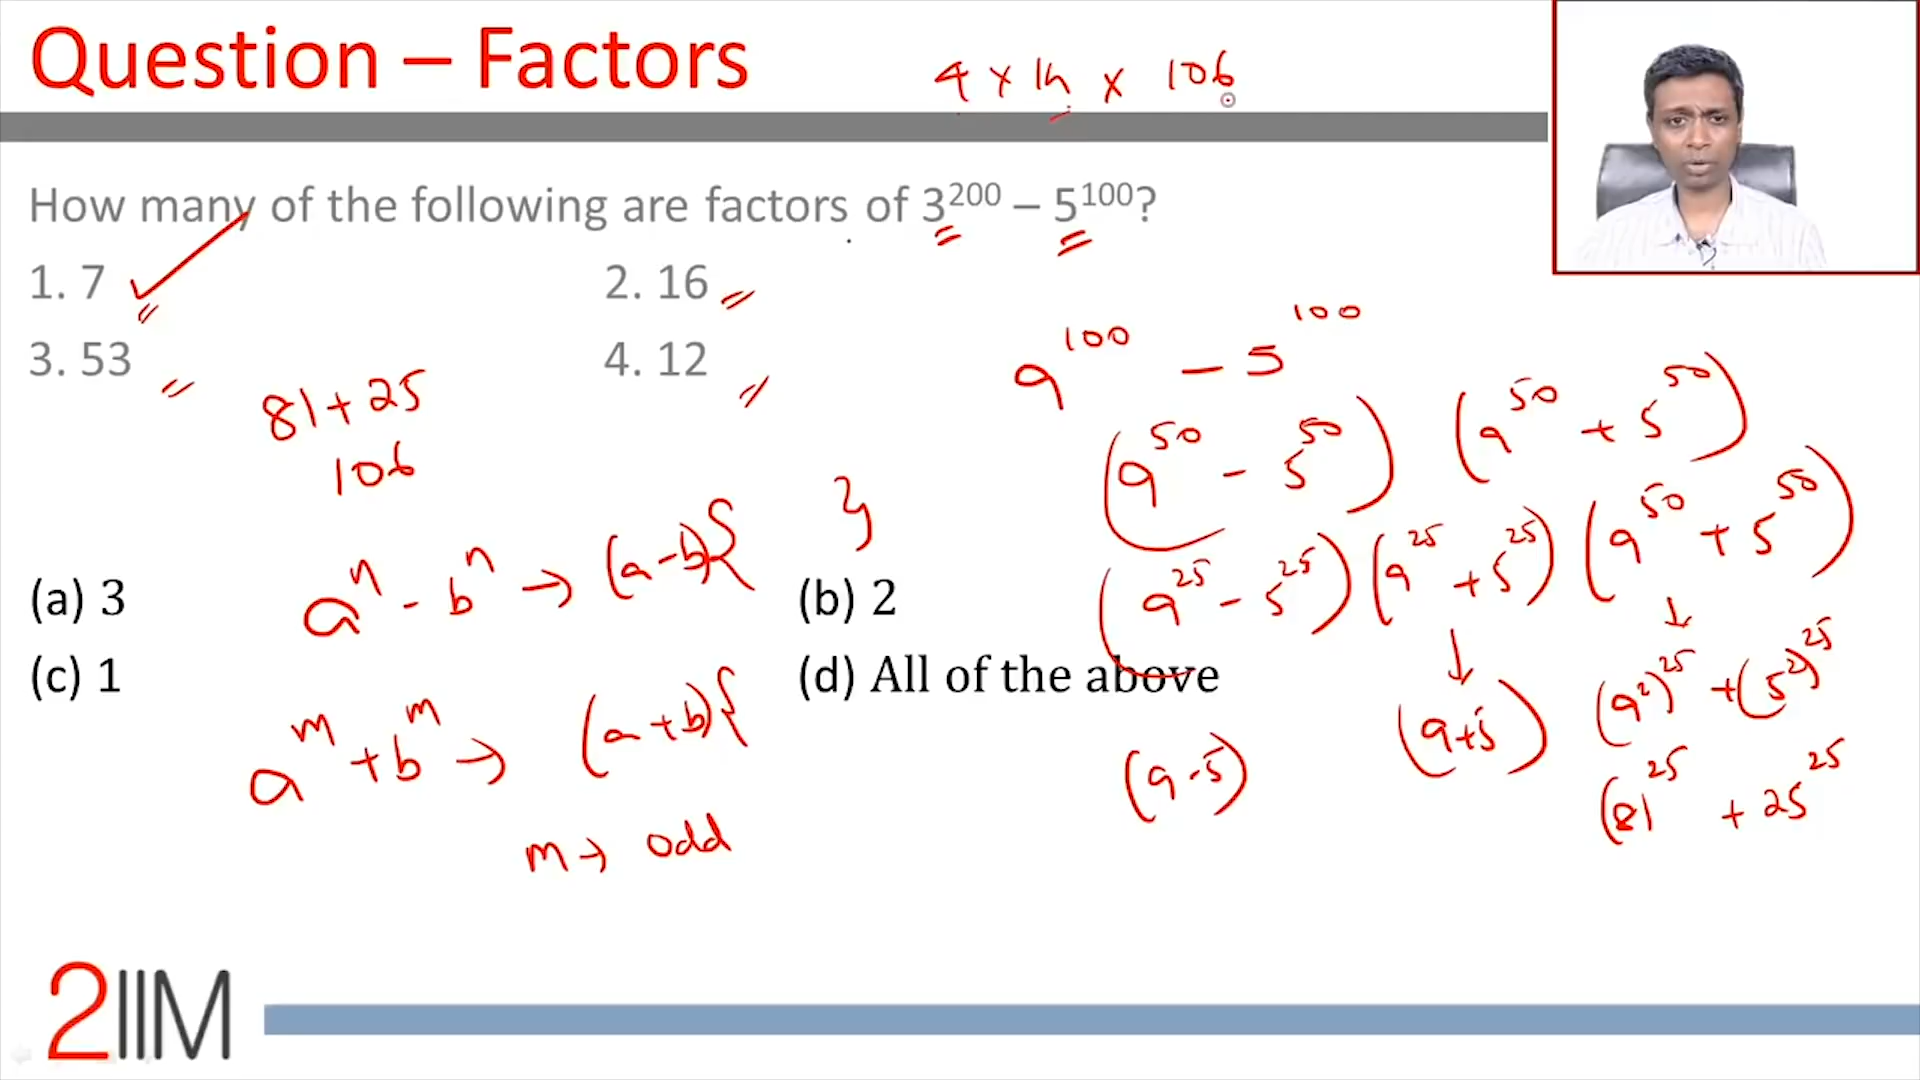 Question – Factors
4 × 14 × 106
How many of the following are factors of 3^200 – 5^100?
1. 7
2. 16
3. 53
4. 12
81 + 25
106
9^100 – 5^100
(9^50 – 5^50) (9^50 + 5^50)
(9^25 – 5^25) (9^25 + 5^25) (9^50 + 5^50)
(9 - 5)
(9 + 5)
(9^2)^25 + (5^2)^25
(81^25 + 25^25
a^n - b^n → (a - b){ }
a^m + b^m → (a + b){
m → odd
(a) 3
(b) 2
(c) 1
(d) All of the above
2IIM